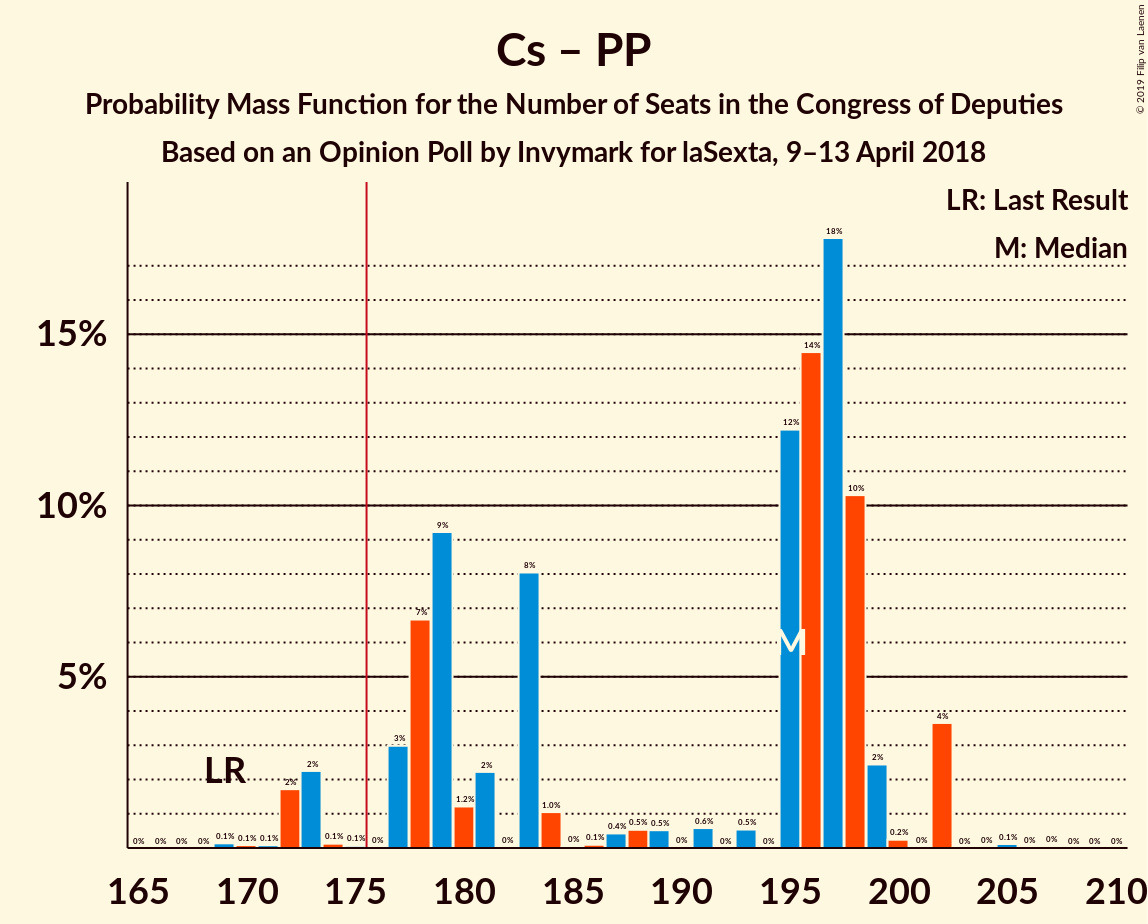 Cs – PP
Probability Mass Function for the Number of Seats in the Congress of Deputies
Based on an Opinion Poll by Invymark for laSexta, 9–13 April 2018
© 2019 Filip van Laenen
LR: Last Result
M: Median
15%
10%
5%
0% 0% 0% 0% 0.1% 0.1% 0.1% 2% 2% 0.1% 0.1% 0% 3% 7% 9% 1.2% 2% 0% 8% 1.0% 0% 0.1% 0.4% 0.5% 0.5% 0% 0.6% 0% 0.5% 0% 12% 14% 18% 10% 2% 0.2% 0% 4% 0% 0% 0.1% 0% 0% 0% 0% 0%
LR
M
165 170 175 180 185 190 195 200 205 210